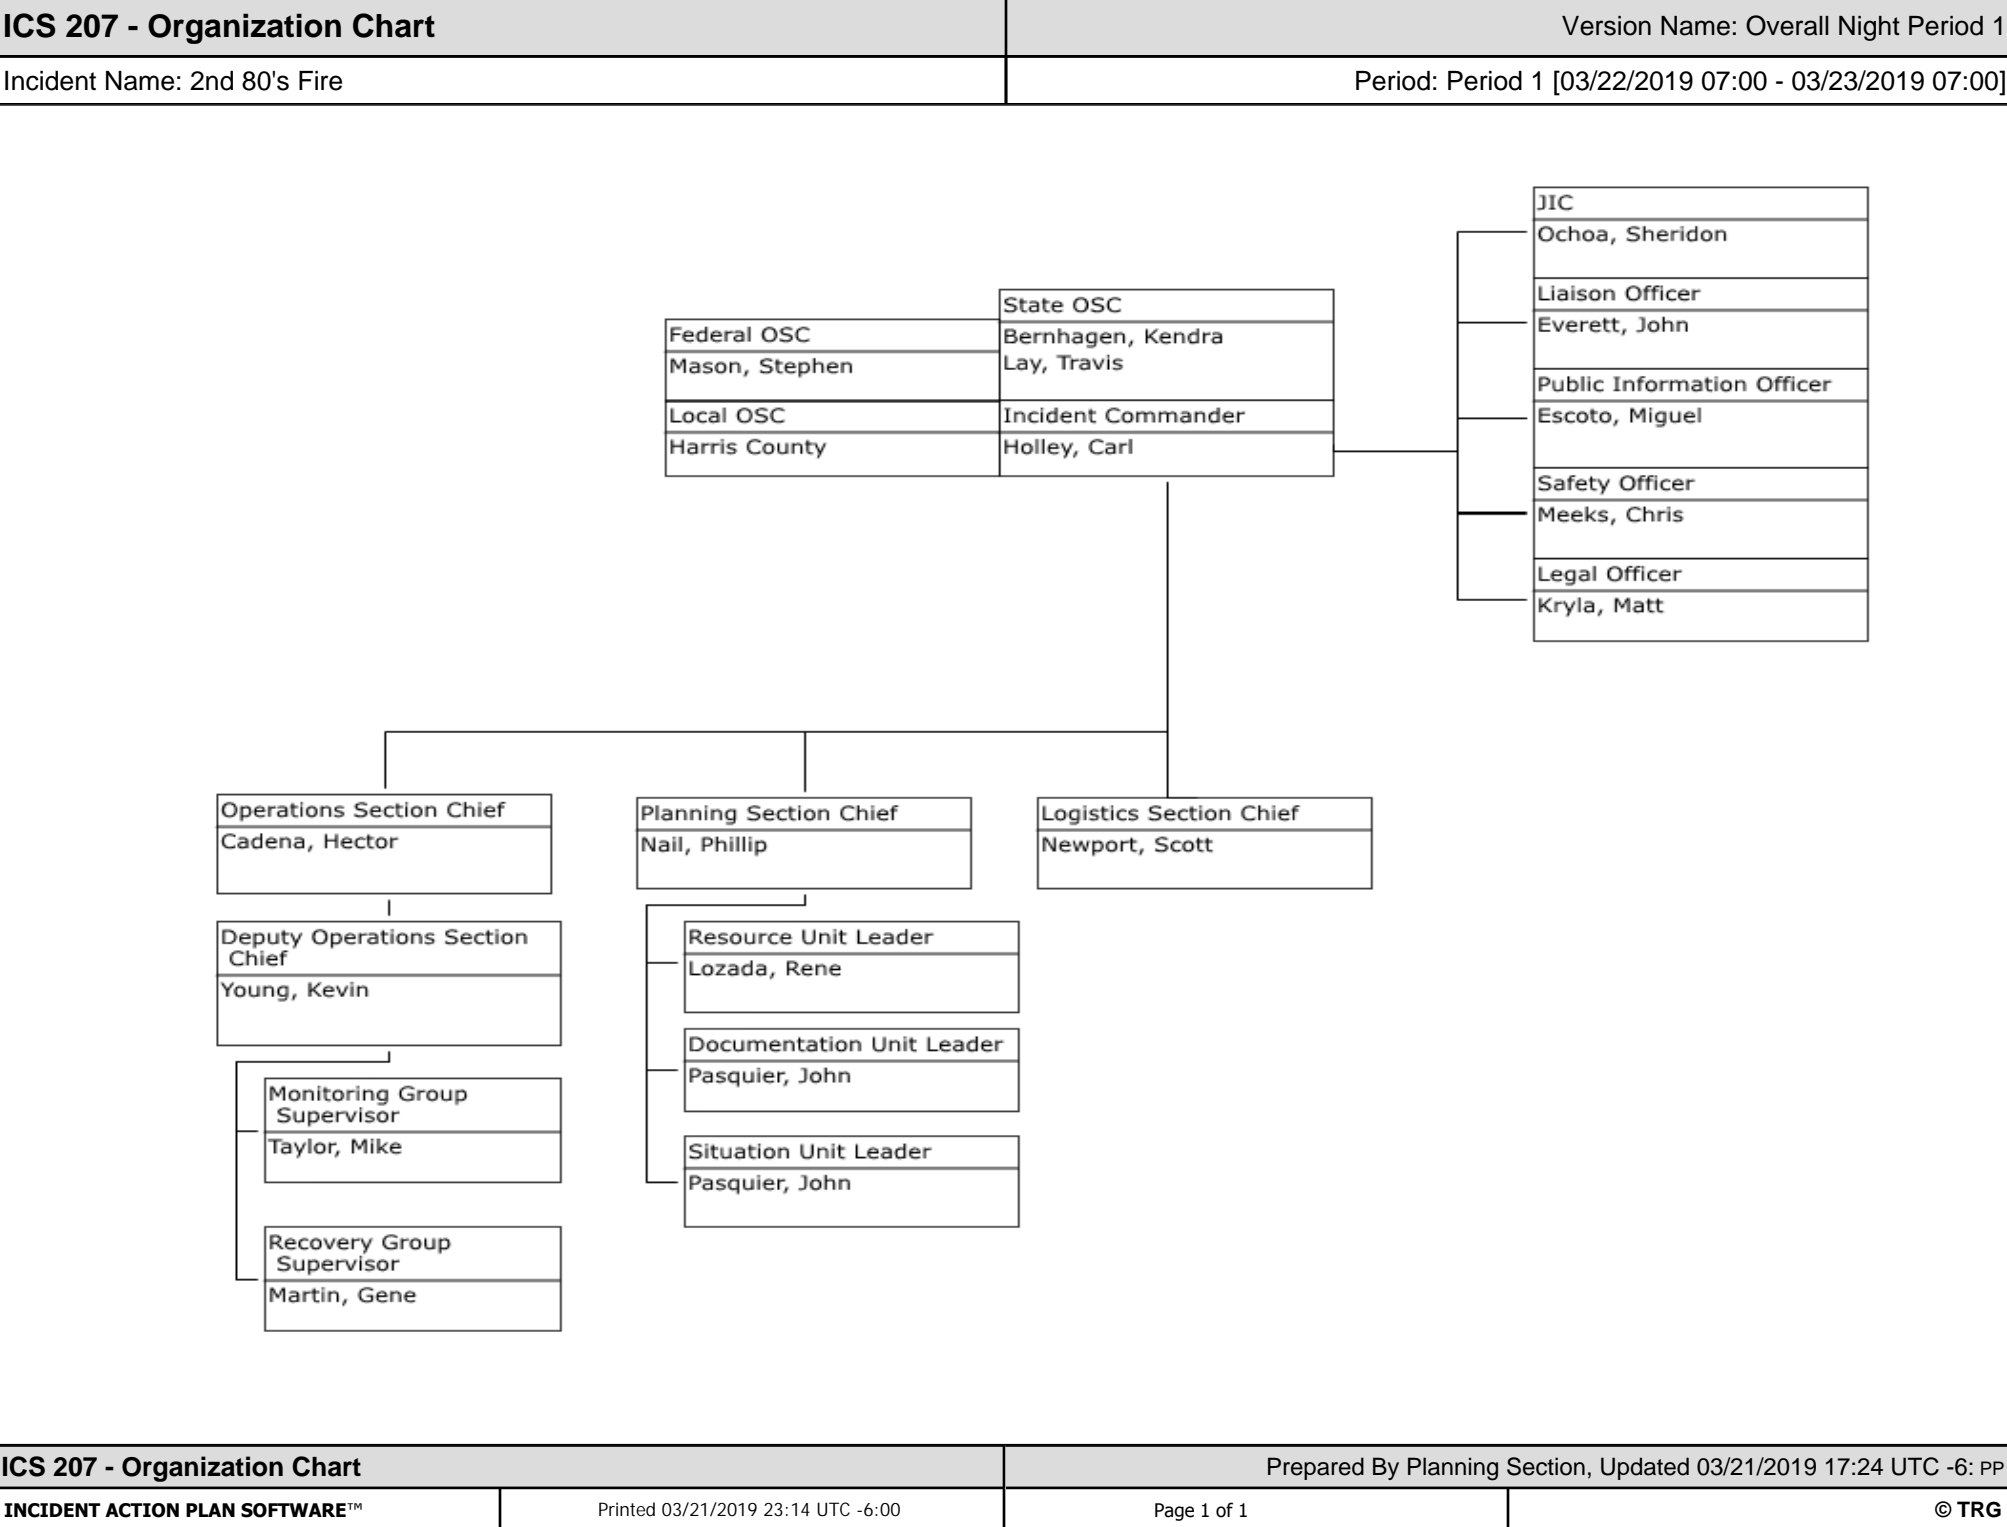 ICS 207 - Organization Chart
Version Name: Overall Night Period 1
Incident Name: 2nd 80's Fire
Period: Period 1 [03/22/2019 07:00 - 03/23/2019 07:00]
JIC
Ochoa, Sheridon
Liaison Officer
Everett, John
Public Information Officer
Escoto, Miguel
Safety Officer
Meeks, Chris
Legal Officer
Kryla, Matt
State OSC
Bernhagen, Kendra
Lay, Travis
Federal OSC
Mason, Stephen
Local OSC
Harris County
Incident Commander
Holley, Carl
Operations Section Chief
Cadena, Hector
Deputy Operations Section
Chief
Young, Kevin
Monitoring Group
Supervisor
Taylor, Mike
Recovery Group
Supervisor
Martin, Gene
Planning Section Chief
Nail, Phillip
Resource Unit Leader
Lozada, Rene
Documentation Unit Leader
Pasquier, John
Situation Unit Leader
Pasquier, John
Logistics Section Chief
Newport, Scott
ICS 207 - Organization Chart
Prepared By Planning Section, Updated 03/21/2019 17:24 UTC -6: PP
INCIDENT ACTION PLAN SOFTWARE™
Printed 03/21/2019 23:14 UTC -6:00
Page 1 of 1
© TRG